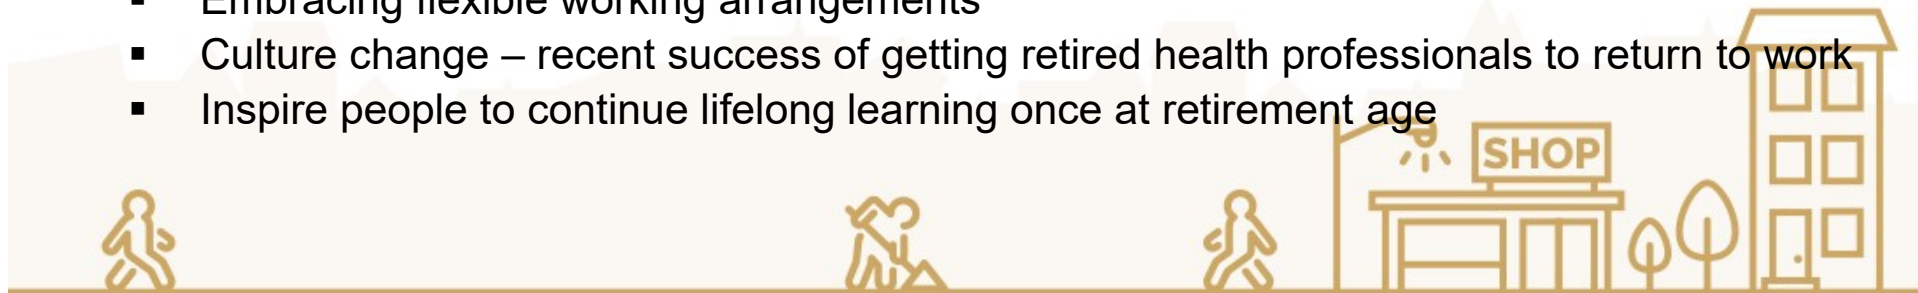 ▪ Embracing flexible working arrangements
▪ Culture change – recent success of getting retired health professionals to return to work
▪ Inspire people to continue lifelong learning once at retirement age
SHOP